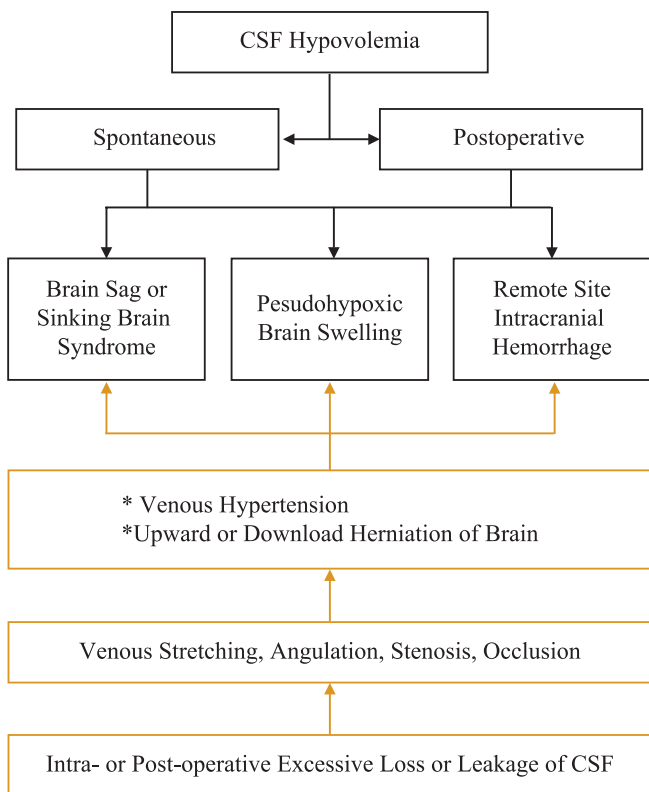 CSF Hypovolemia
Spontaneous
Postoperative
Brain Sag or
Sinking Brain
Syndrome
Pesudohypoxic
Brain Swelling
Remote Site
Intracranial
Hemorrhage
* Venous Hypertension
*Upward or Download Herniation of Brain
Venous Stretching, Angulation, Stenosis, Occlusion
Intra- or Post-operative Excessive Loss or Leakage of CSF